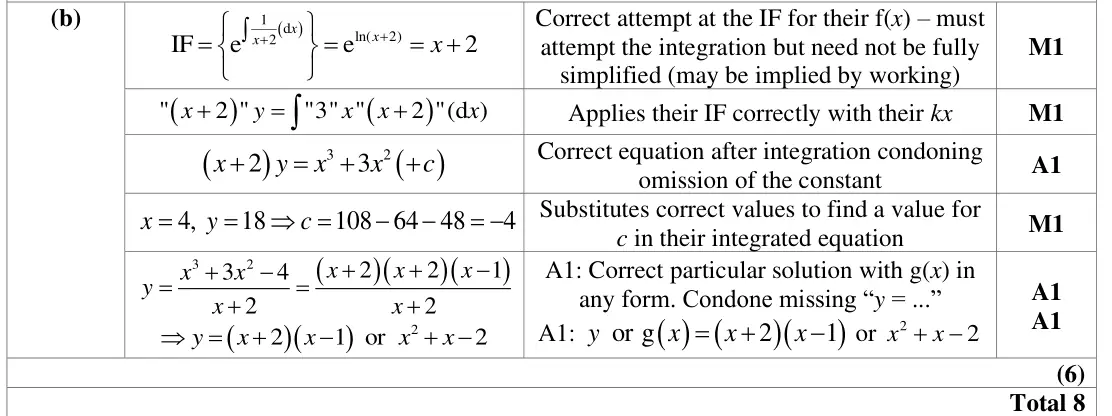 (b)
IF = { e^{∫ 1/(x+2) (dx)} } = e^{ln(x+2)} = x + 2
Correct attempt at the IF for their f(x) – must
attempt the integration but need not be fully
simplified (may be implied by working)
M1
"(x + 2)" y = ∫ "3" x "(x + 2)" (dx)
Applies their IF correctly with their kx
M1
(x + 2) y = x³ + 3x² (+c)
Correct equation after integration condoning
omission of the constant
A1
x = 4, y = 18 ⇒ c = 108 − 64 − 48 = −4
Substitutes correct values to find a value for
c in their integrated equation
M1
y = (x³ + 3x² − 4)/(x + 2) = ((x + 2)(x + 2)(x − 1))/(x + 2)
⇒ y = (x + 2)(x − 1) or x² + x − 2
A1: Correct particular solution with g(x) in
any form. Condone missing “y = ...”
A1: y or g(x) = (x + 2)(x − 1) or x² + x − 2
A1
A1
(6)
Total 8